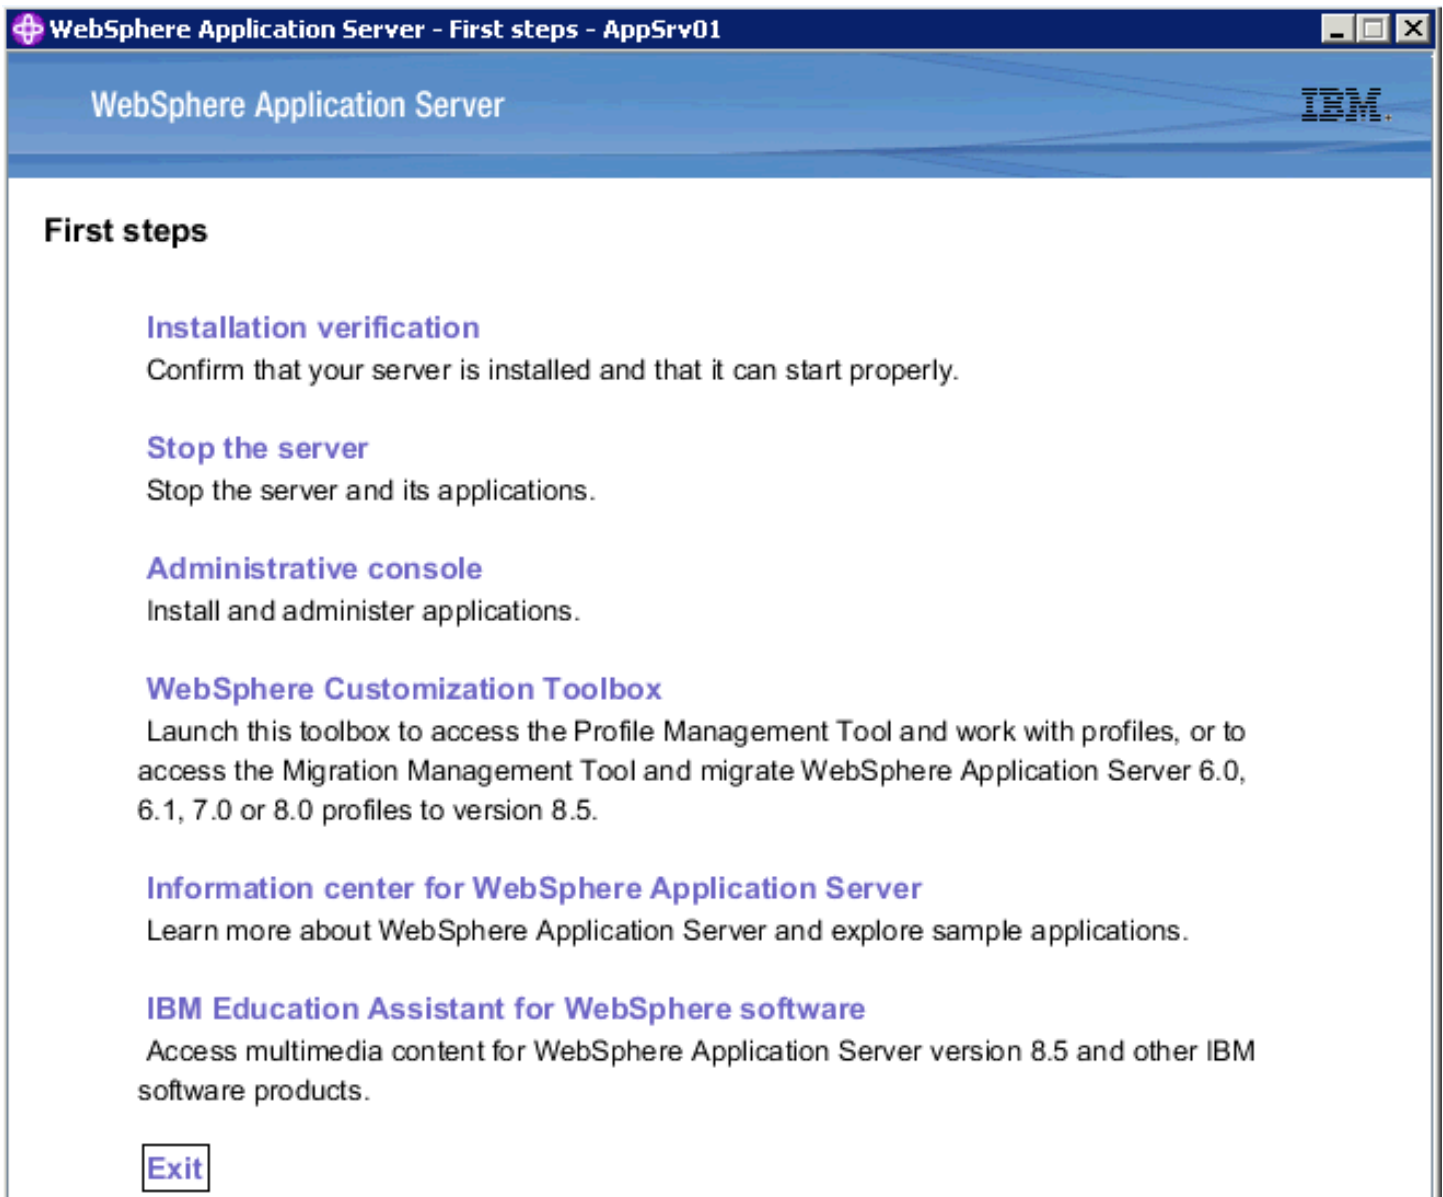 WebSphere Application Server - First steps - AppSrv01
WebSphere Application Server
IBM.
First steps
Installation verification
Confirm that your server is installed and that it can start properly.
Stop the server
Stop the server and its applications.
Administrative console
Install and administer applications.
WebSphere Customization Toolbox
Launch this toolbox to access the Profile Management Tool and work with profiles, or to
access the Migration Management Tool and migrate WebSphere Application Server 6.0,
6.1, 7.0 or 8.0 profiles to version 8.5.
Information center for WebSphere Application Server
Learn more about WebSphere Application Server and explore sample applications.
IBM Education Assistant for WebSphere software
Access multimedia content for WebSphere Application Server version 8.5 and other IBM
software products.
Exit